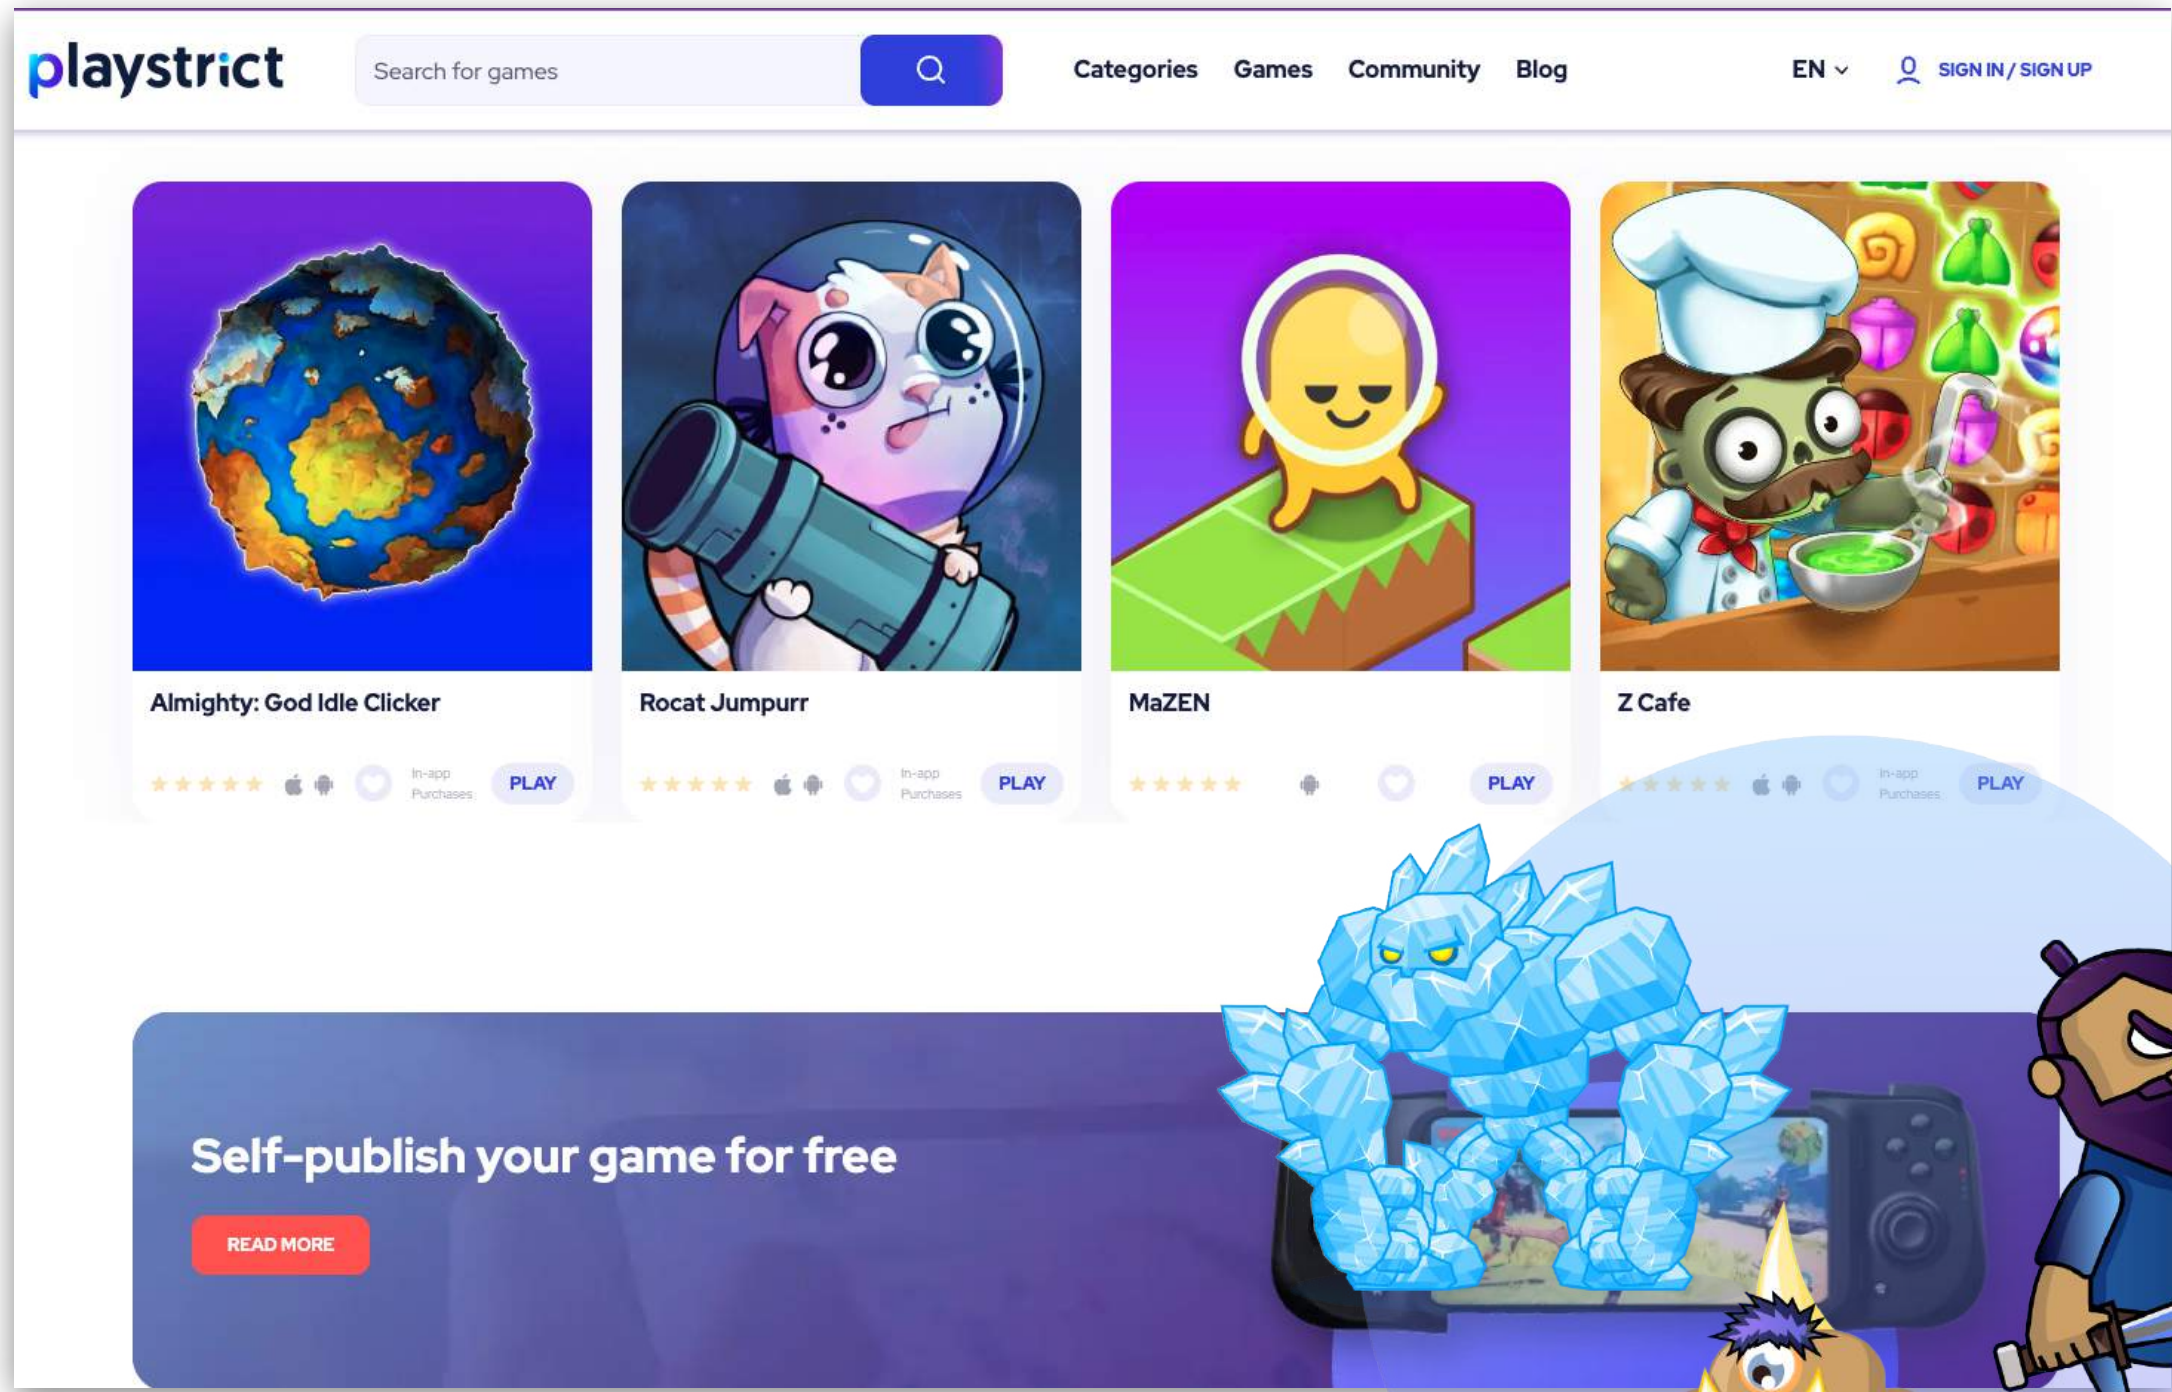 playstrict
Search for games
Categories Games Community Blog
EN
SIGN IN / SIGN UP
Almighty: God Idle Clicker
In-app
Purchases
PLAY
Rocat Jumpurr
In-app
Purchases
PLAY
MaZEN
PLAY
Z Cafe
In-app
Purchases
PLAY
Self-publish your game for free
READ MORE